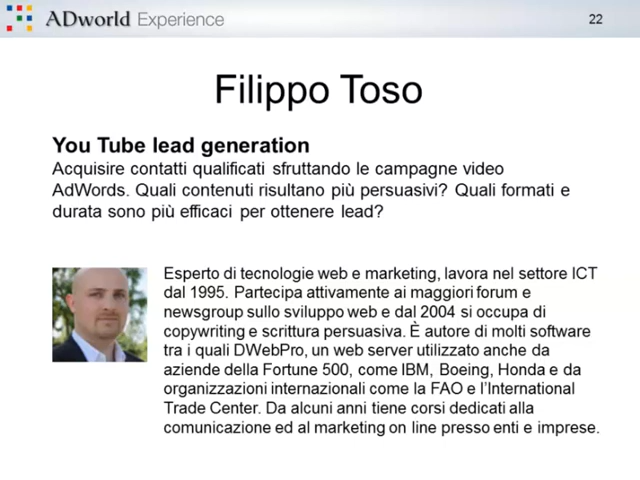 ADworld Experience
22
Filippo Toso
You Tube lead generation
Acquisire contatti qualificati sfruttando le campagne video
AdWords. Quali contenuti risultano più persuasivi? Quali formati e
durata sono più efficaci per ottenere lead?
Esperto di tecnologie web e marketing, lavora nel settore ICT
dal 1995. Partecipa attivamente ai maggiori forum e
newsgroup sullo sviluppo web e dal 2004 si occupa di
copywriting e scrittura persuasiva. È autore di molti software
tra i quali DWebPro, un web server utilizzato anche da
aziende della Fortune 500, come IBM, Boeing, Honda e da
organizzazioni internazionali come la FAO e l'International
Trade Center. Da alcuni anni tiene corsi dedicati alla
comunicazione ed al marketing on line presso enti e imprese.